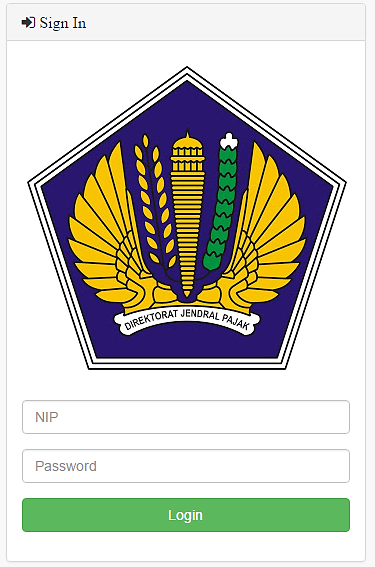 Sign In
DIREKTORAT JENDRAL PAJAK
NIP
Password
Login